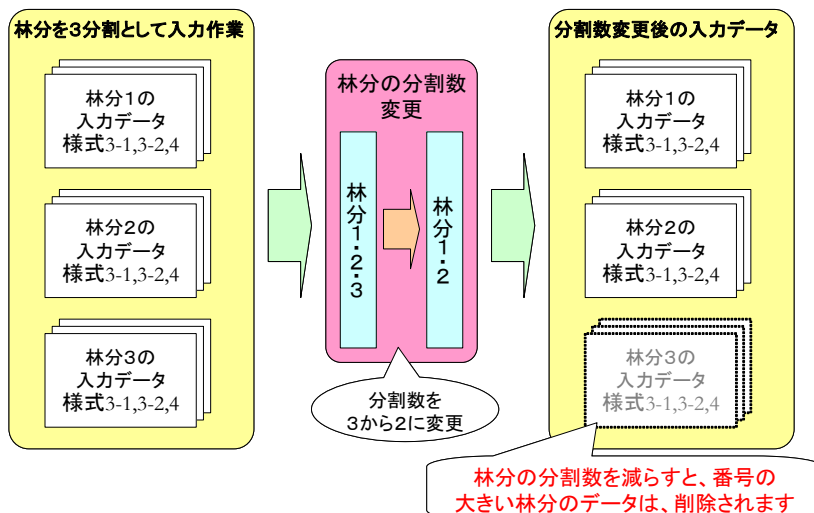 林分を3分割として入力作業
林分1の
入力データ
様式3-1,3-2,4
林分2の
入力データ
様式3-1,3-2,4
林分3の
入力データ
様式3-1,3-2,4
林分の分割数
変更
林分1・2・3
林分1・2
分割数を
3から2に変更
分割数変更後の入力データ
林分1の
入力データ
様式3-1,3-2,4
林分2の
入力データ
様式3-1,3-2,4
林分3の
入力データ
様式3-1,3-2,4
林分の分割数を減らすと、番号の
大きい林分のデータは、削除されます